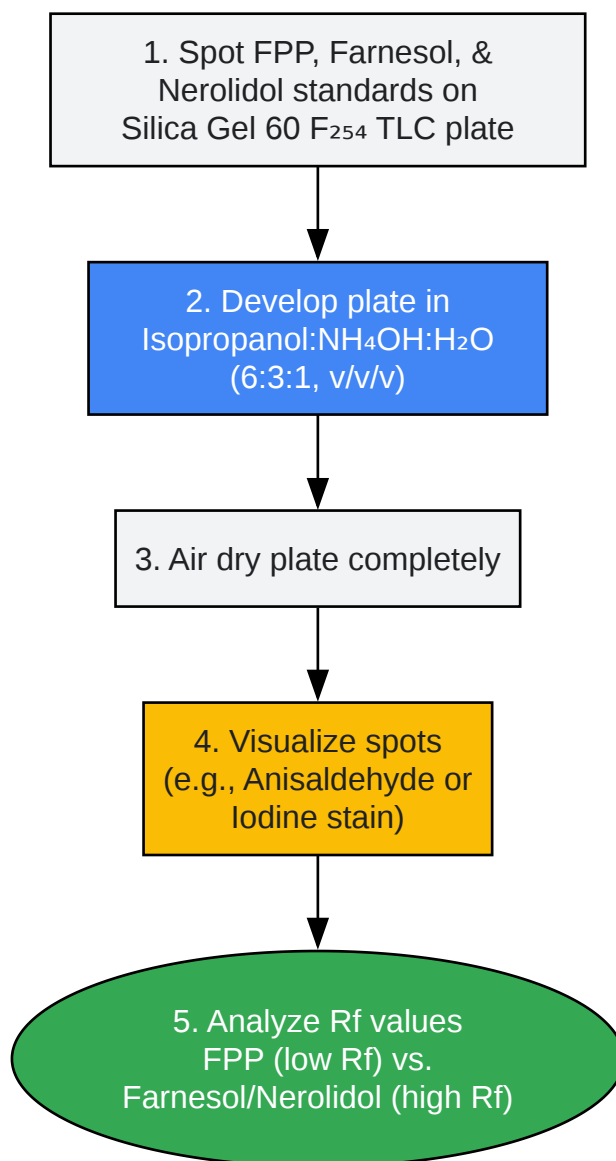 1. Spot FPP, Farnesol, &
Nerolidol standards on
Silica Gel 60 F₂₅₄ TLC plate
2. Develop plate in
Isopropanol:NH₄OH:H₂O
(6:3:1, v/v/v)
3. Air dry plate completely
4. Visualize spots
(e.g., Anisaldehyde or
Iodine stain)
5. Analyze Rf values
FPP (low Rf) vs.
Farnesol/Nerolidol (high Rf)